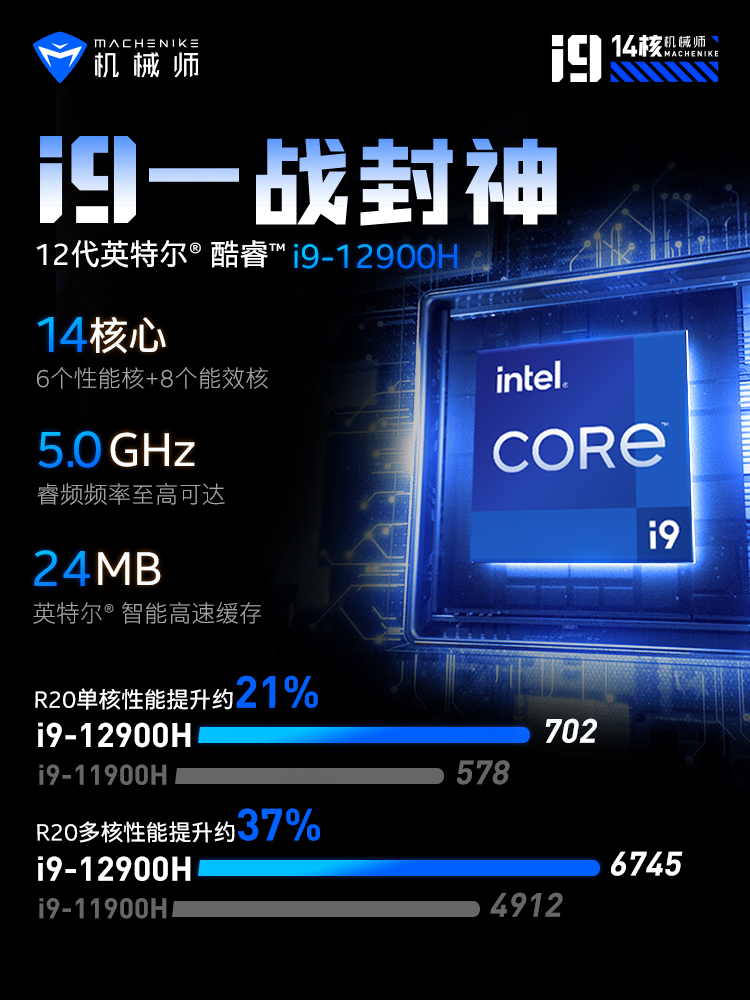 MACHENIKE
机械师
i9 14核 机械师
MACHENIKE
i9一战封神
12代英特尔® 酷睿™ i9-12900H
14核心
6个性能核+8个能效核
5.0 GHz
睿频频率至高可达
24MB
英特尔® 智能高速缓存
intel.
CORE™
i9
R20单核性能提升约21%
i9-12900H 702
i9-11900H 578
R20多核性能提升约37%
i9-12900H 6745
i9-11900H 4912